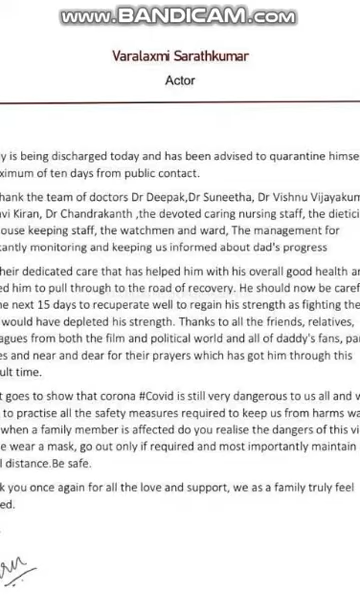 www.BANDICAM.com
Varalaxmi Sarathkumar
Actor
y is being discharged today and has been advised to quarantine himse
ximum of ten days from public contact.
hank the team of doctors Dr Deepak,Dr Suneetha, Dr Vishnu Vijayakum
vi Kiran, Dr Chandrakanth ,the devoted caring nursing staff, the dietici
ouse keeping staff, the watchmen and ward, The management for
tantly monitoring and keeping us informed about dad's progress
heir dedicated care that has helped him with his overall good health a
ed him to pull through to the road of recovery. He should now be caref
he next 15 days to recuperate well to regain his strength as fighting the
would have depleted his strength. Thanks to all the friends, relatives,
agues from both the film and political world and all of daddy's fans, pa
es and near and dear for their prayers which has got him through this
ult time.
t goes to show that corona #Covid is still very dangerous to us all and w
to practise all the safety measures required to keep us from harms wa
when a family member is affected do you realise the dangers of this vi
e wear a mask, go out only if required and most importantly maintain
l distance.Be safe.
k you once again for all the love and support, we as a family truly feel
ed.